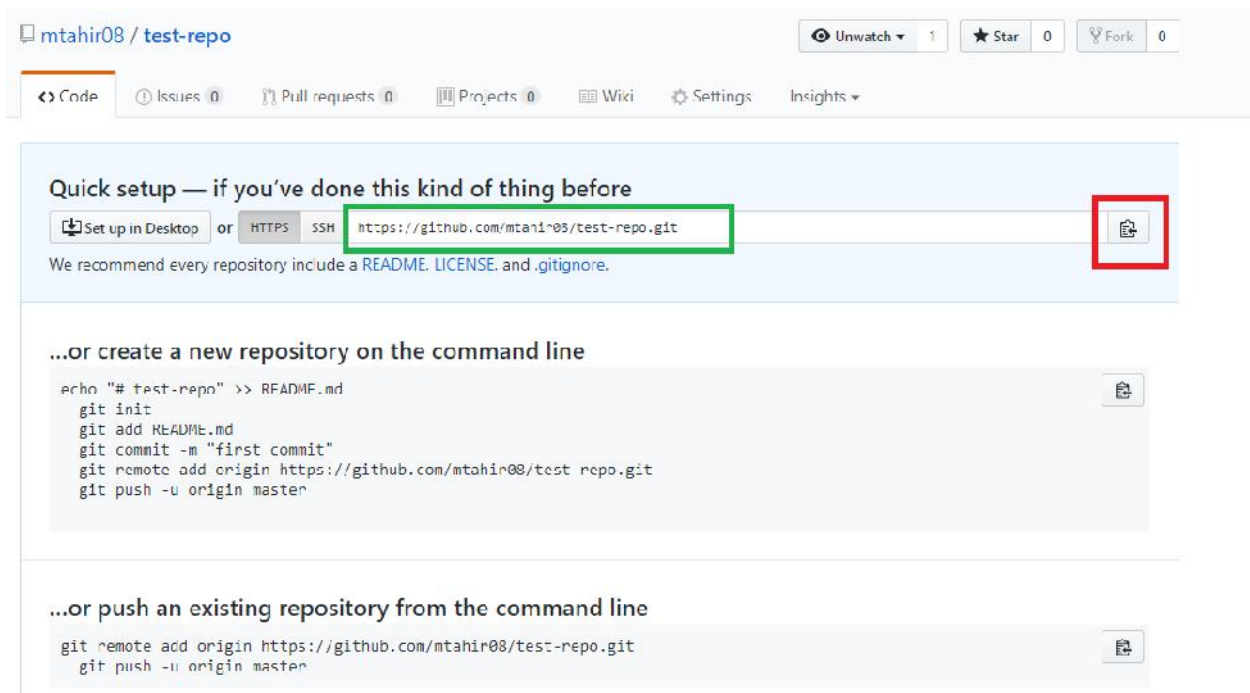 mtahir08 / test-repo
Unwatch 1 Star 0 Fork 0
<> Code Issues 0 Pull requests 0 Projects 0 Wiki Settings Insights
Quick setup — if you've done this kind of thing before
Set up in Desktop or HTTPS SSH https://github.com/mtahir08/test-repo.git
We recommend every repository include a README, LICENSE, and .gitignore.
...or create a new repository on the command line
echo "# test-repo" >> README.md
git init
git add README.md
git commit -m "first commit"
git remote add origin https://github.com/mtahir08/test-repo.git
git push -u origin master
...or push an existing repository from the command line
git remote add origin https://github.com/mtahir08/test-repo.git
git push -u origin master